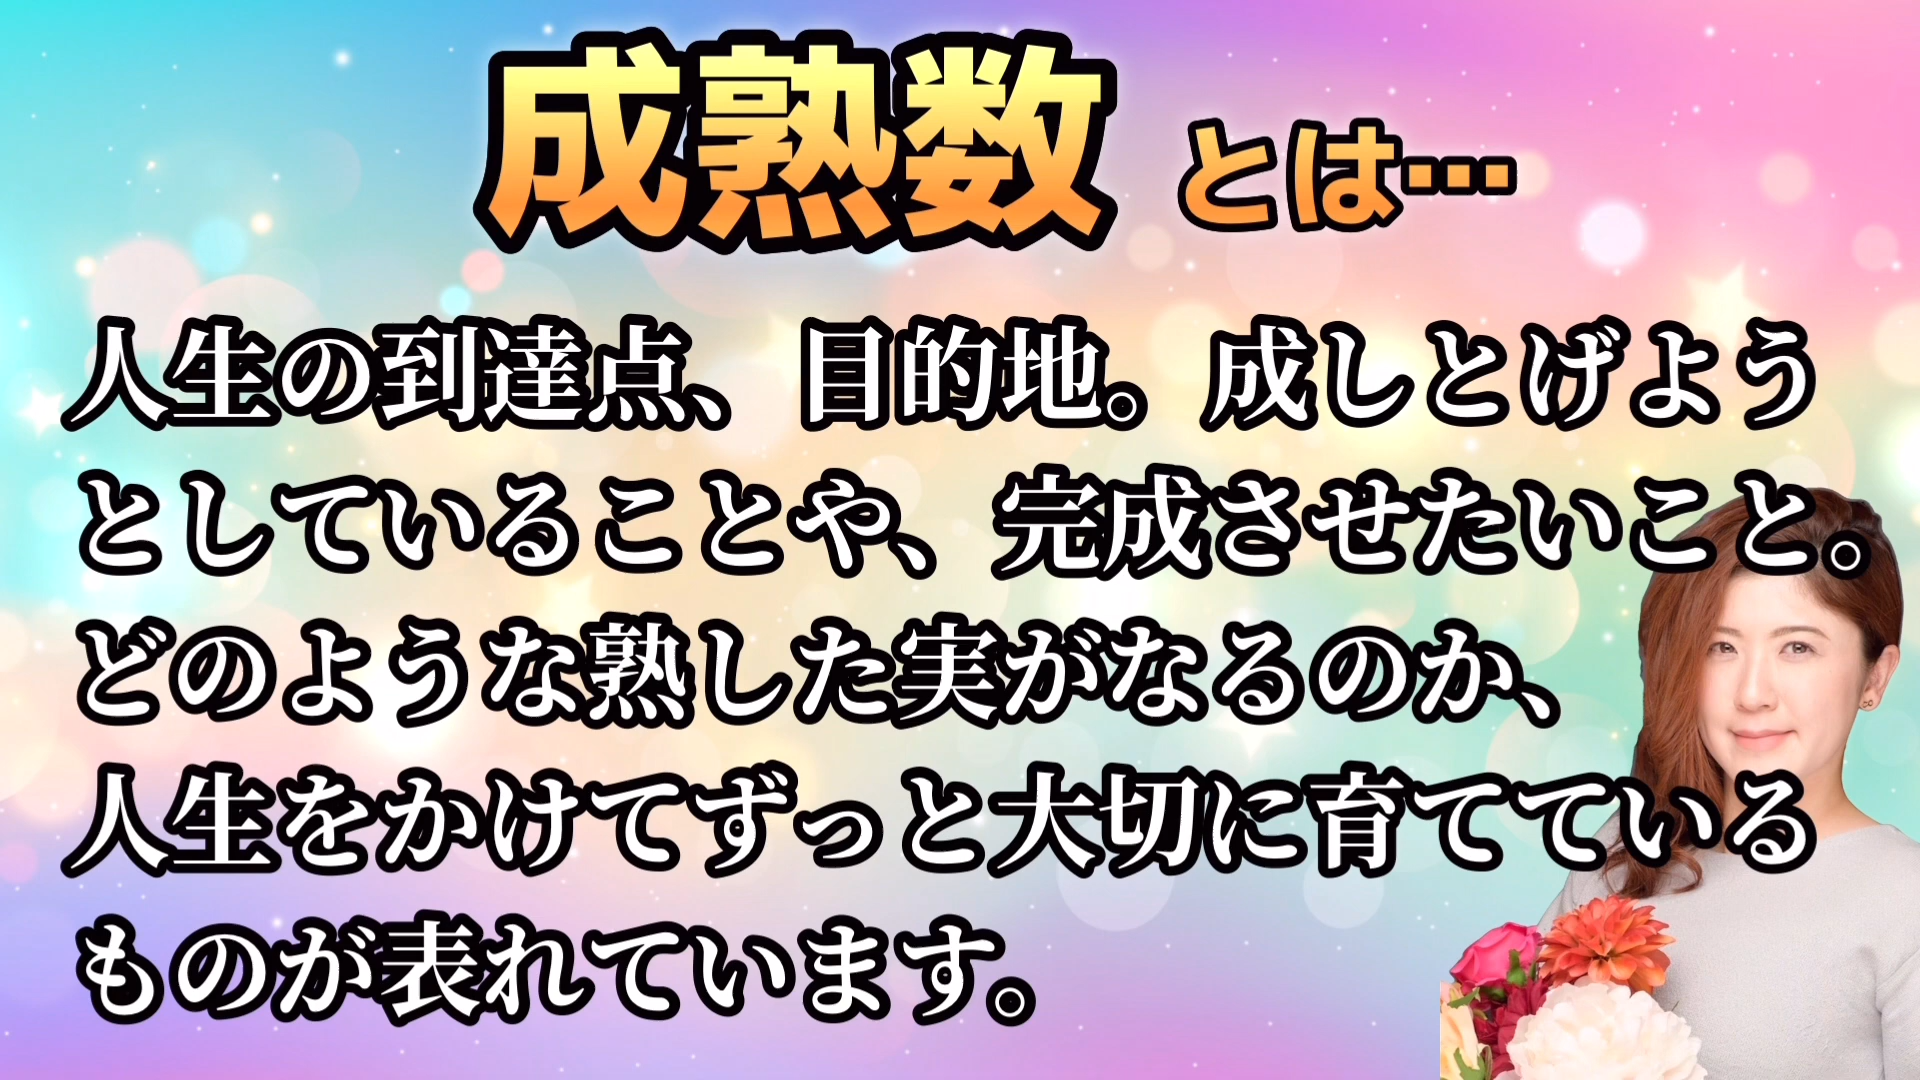 成熟数とは…
人生の到達点、目的地。成しとげよう
としていることや、完成させたいこと。
どのような熟した実がなるのか、
人生をかけてずっと大切に育てている
ものが表れています。